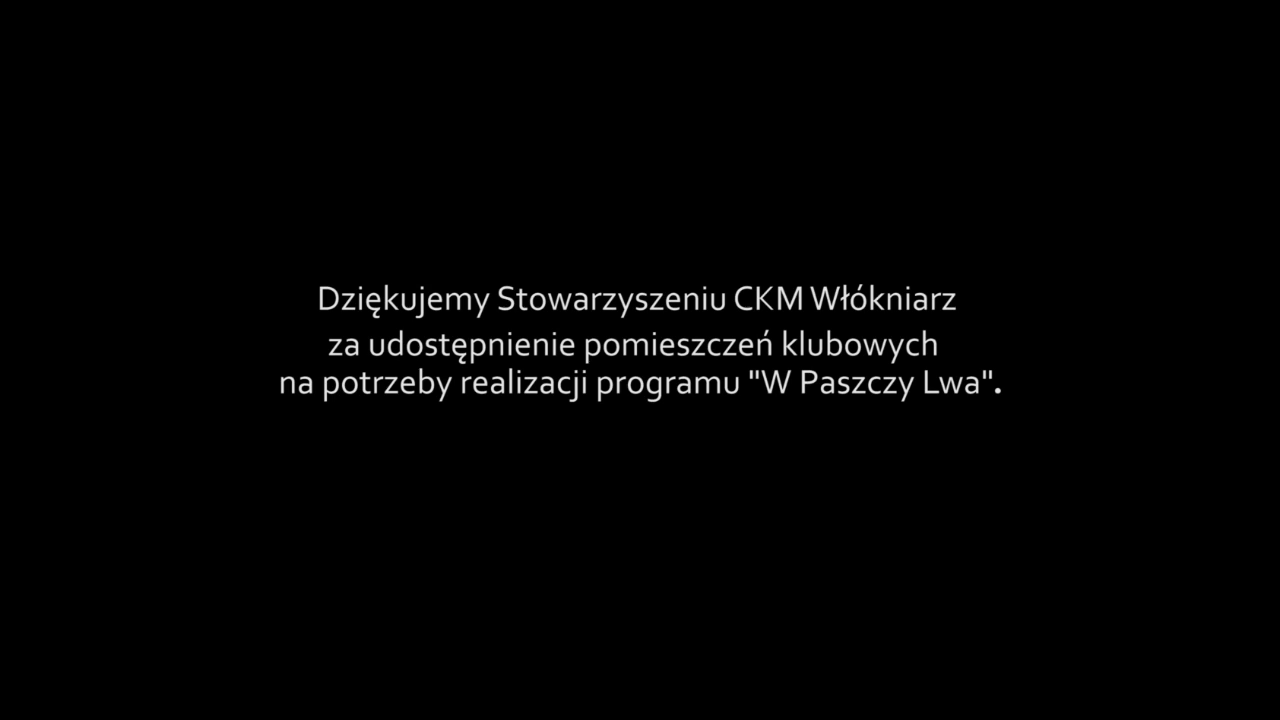 Dziękujemy Stowarzyszeniu CKM Włókniarz
za udostępnienie pomieszczeń klubowych
na potrzeby realizacji programu "W Paszczy Lwa".